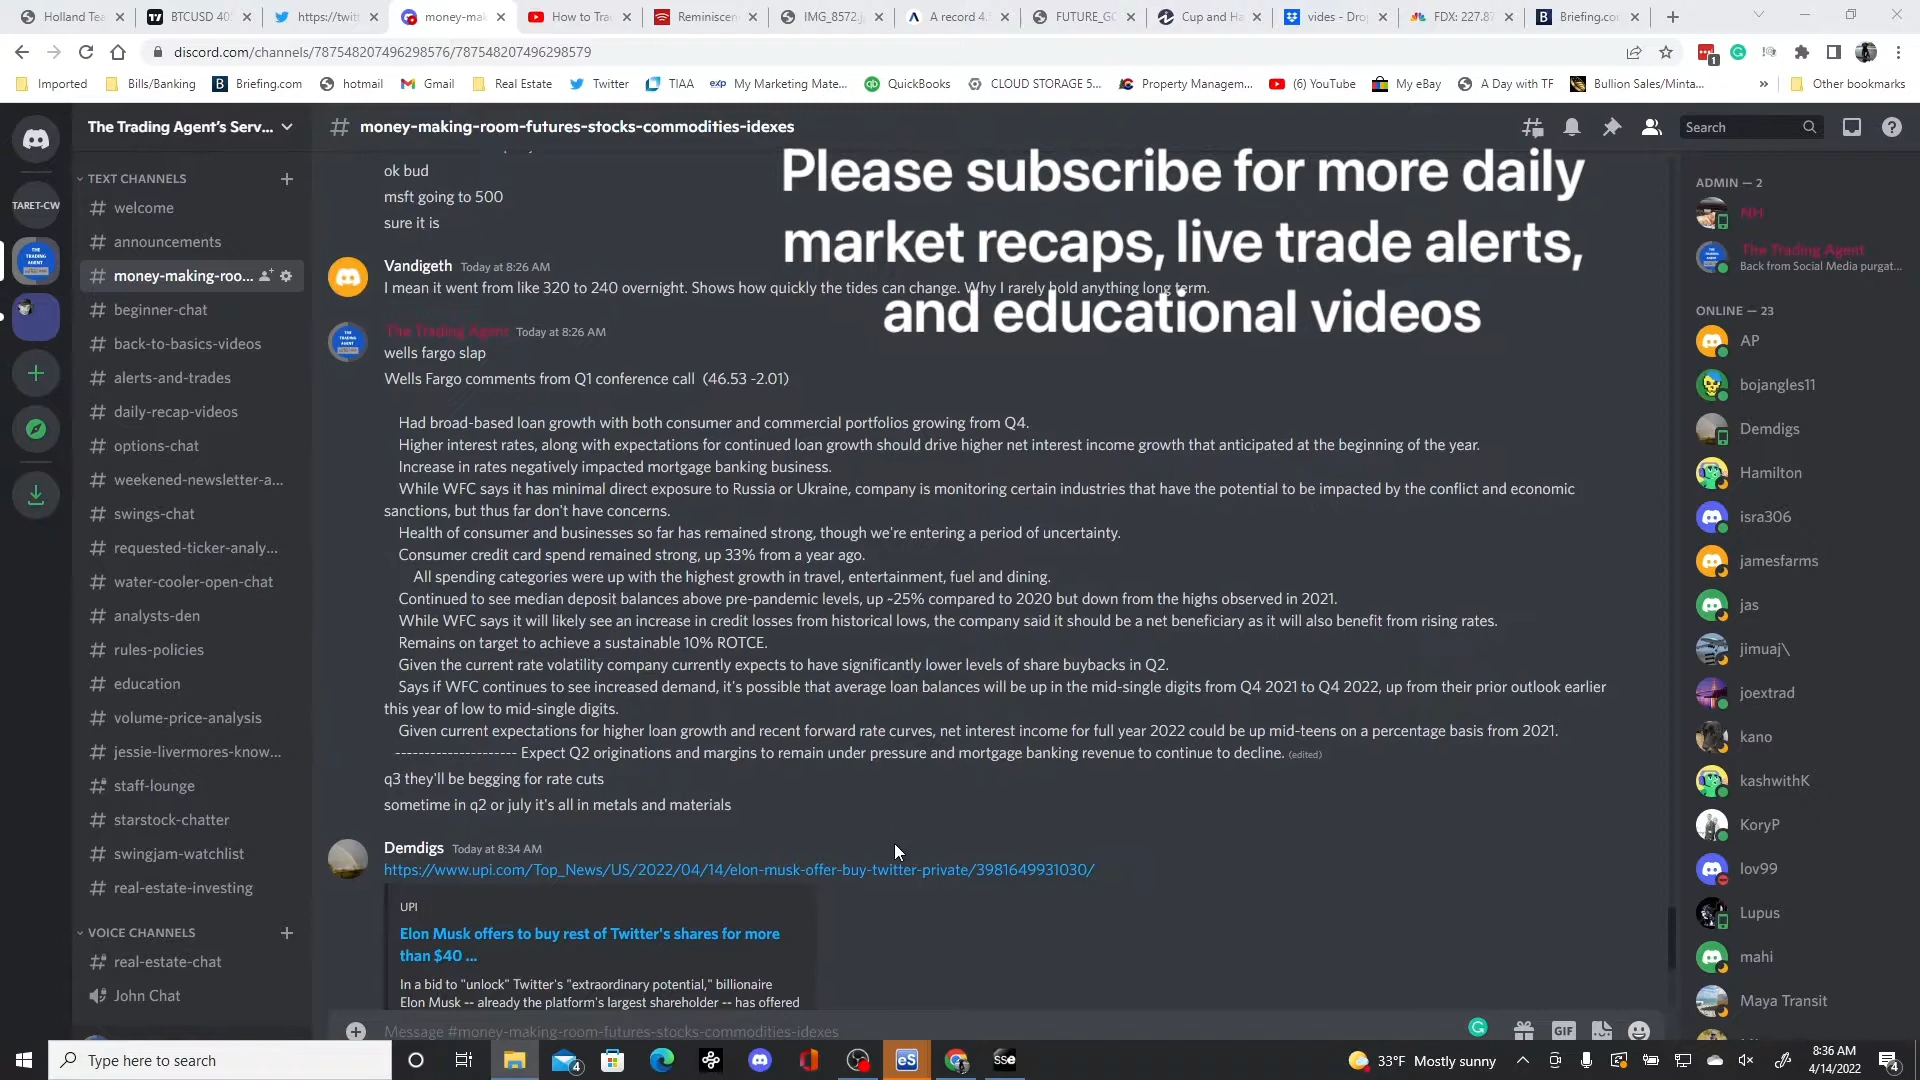 Holland Tea
BTCUSD 40
https://twitt
money-mak
How to Tra
Reminiscen
IMG_8572.j
A record 4.
FUTURE_GC
Cup and Ha
vides - Dro
FDX: 227.87
Briefing.co
discord.com/channels/787548207496298576/787548207496298579
Imported
Bills/Banking
Briefing.com
hotmail
Gmail
Real Estate
Twitter
TIAA
My Marketing Mate...
QuickBooks
CLOUD STORAGE 5...
Property Managem...
(6) YouTube
My eBay
A Day with TF
Bullion Sales/Minta...
»
Other bookmarks
The Trading Agent's Serv...
# money-making-room-futures-stocks-commodities-idexes
Search
TARET-CW
TEXT CHANNELS
# welcome
# announcements
# money-making-roo...
# beginner-chat
# back-to-basics-videos
# alerts-and-trades
# daily-recap-videos
# options-chat
# weekened-newsletter-a...
# swings-chat
# requested-ticker-analy...
# water-cooler-open-chat
# analysts-den
# rules-policies
# education
# volume-price-analysis
# jessie-livermores-know...
# staff-lounge
# starstock-chatter
# swingjam-watchlist
# real-estate-investing
VOICE CHANNELS
# real-estate-chat
John Chat
ok bud
msft going to 500
sure it is
Please subscribe for more daily
market recaps, live trade alerts,
and educational videos
Vandigeth Today at 8:26 AM
I mean it went from like 320 to 240 overnight. Shows how quickly the tides can change. Why I rarely hold anything long term.
The Trading Agent Today at 8:26 AM
wells fargo slap
Wells Fargo comments from Q1 conference call (46.53 -2.01)
Had broad-based loan growth with both consumer and commercial portfolios growing from Q4.
Higher interest rates, along with expectations for continued loan growth should drive higher net interest income growth that anticipated at the beginning of the year.
Increase in rates negatively impacted mortgage banking business.
While WFC says it has minimal direct exposure to Russia or Ukraine, company is monitoring certain industries that have the potential to be impacted by the conflict and economic
sanctions, but thus far don't have concerns.
Health of consumer and businesses so far has remained strong, though we're entering a period of uncertainty.
Consumer credit card spend remained strong, up 33% from a year ago.
All spending categories were up with the highest growth in travel, entertainment, fuel and dining.
Continued to see median deposit balances above pre-pandemic levels, up ~25% compared to 2020 but down from the highs observed in 2021.
While WFC says it will likely see an increase in credit losses from historical lows, the company said it should be a net beneficiary as it will also benefit from rising rates.
Remains on target to achieve a sustainable 10% ROTCE.
Given the current rate volatility company currently expects to have significantly lower levels of share buybacks in Q2.
Says if WFC continues to see increased demand, it's possible that average loan balances will be up in the mid-single digits from Q4 2021 to Q4 2022, up from their prior outlook earlier
this year of low to mid-single digits.
Given current expectations for higher loan growth and recent forward rate curves, net interest income for full year 2022 could be up mid-teens on a percentage basis from 2021.
--------------------- Expect Q2 originations and margins to remain under pressure and mortgage banking revenue to continue to decline. (edited)
q3 they'll be begging for rate cuts
sometime in q2 or july it's all in metals and materials
Demdigs Today at 8:34 AM
https://www.upi.com/Top_News/US/2022/04/14/elon-musk-offer-buy-twitter-private/3981649931030/
UPI
Elon Musk offers to buy rest of Twitter's shares for more
than $40 ...
In a bid to "unlock" Twitter's "extraordinary potential," billionaire
Elon Musk -- already the platform's largest shareholder -- has offered
Message #money-making-room-futures-stocks-commodities-idexes
GIF
ADMIN — 2
NH
The Trading Agent
Back from Social Media purgat...
ONLINE — 23
AP
bojangles11
Demdigs
Hamilton
isra306
jamesfarms
jas
jimuaj\
joextrad
kano
kashwithK
KoryP
lov99
Lupus
mahi
Maya Transit
Type here to search
33°F Mostly sunny
8:36 AM
4/14/2022